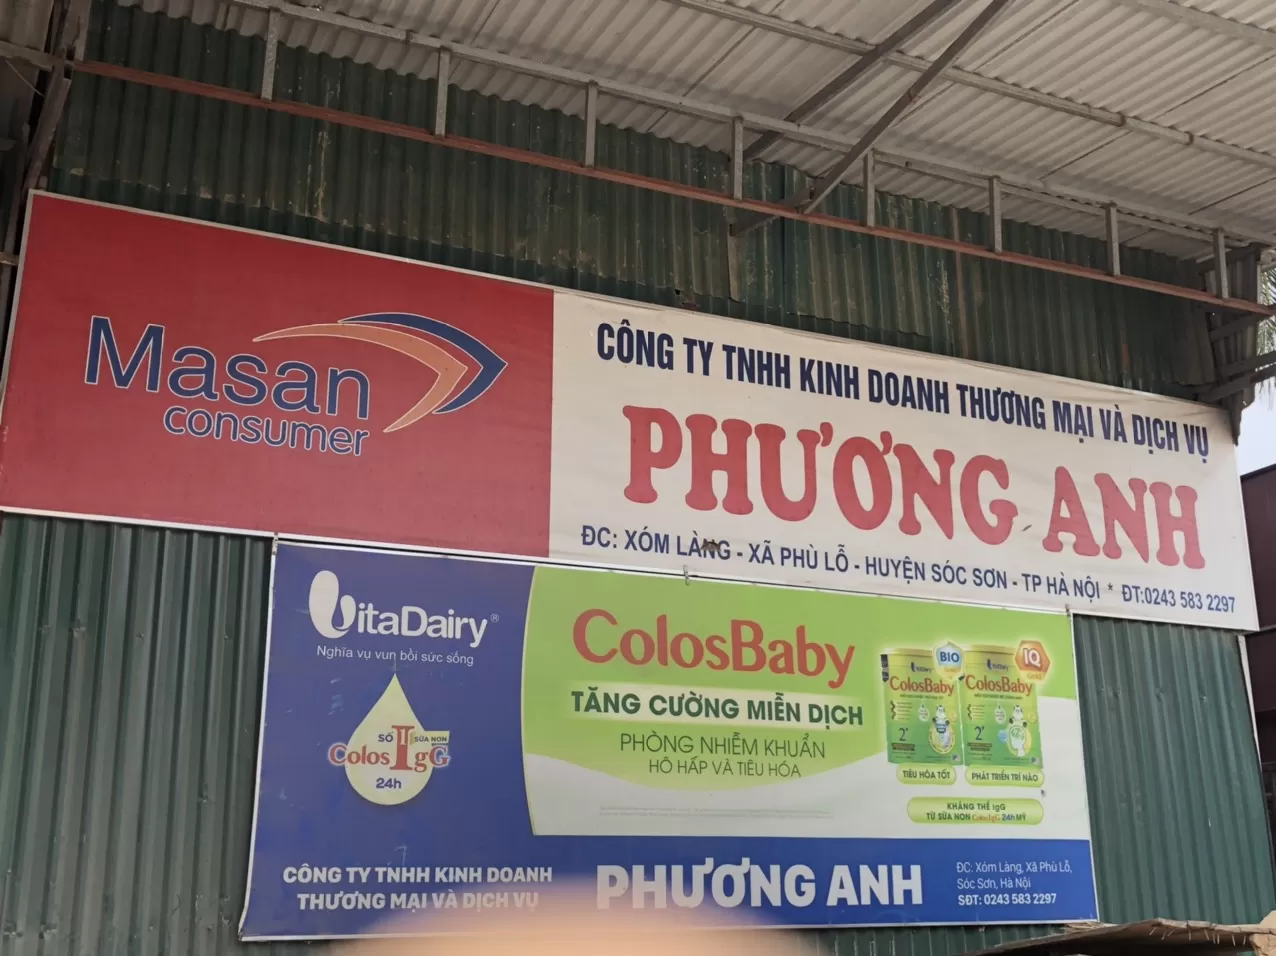 Masan
consumer
CÔNG TY TNHH KINH DOANH THƯƠNG MẠI VÀ DỊCH VỤ
PHƯƠNG ANH
ĐC: XÓM LÀNG - XÃ PHÙ LỖ - HUYỆN SÓC SƠN - TP HÀ NỘI * ĐT:0243 583 2297
VitaDairy®
Nghĩa vụ vun bồi sức sống
SỐ 1 SỮA NON
ColosIgG
24h
ColosBaby
TĂNG CƯỜNG MIỄN DỊCH
PHÒNG NHIỄM KHUẨN
HÔ HẤP VÀ TIÊU HÓA
BIO
Gold
IQ
Gold
ColosBaby
ColosBaby
2+
2+
TIÊU HÓA TỐT
PHÁT TRIỂN TRÍ NÃO
KHÁNG THỂ IgG
TỪ SỮA NON ColosIgG 24h MỸ
CÔNG TY TNHH KINH DOANH
THƯƠNG MẠI VÀ DỊCH VỤ
PHƯƠNG ANH
ĐC: Xóm Làng, Xã Phù Lỗ,
Sóc Sơn, Hà Nội
SĐT: 0243 583 2297